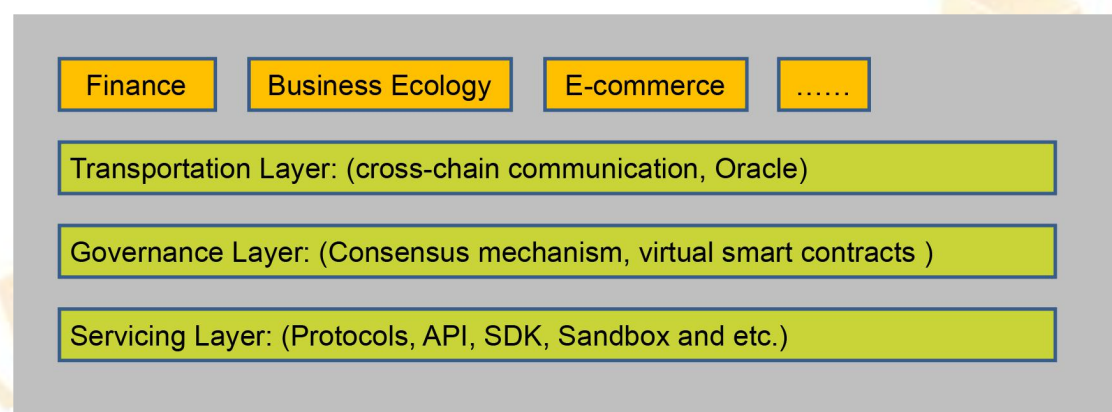 Finance
Business Ecology
E-commerce
……
Transportation Layer: (cross-chain communication, Oracle)
Governance Layer: (Consensus mechanism, virtual smart contracts )
Servicing Layer: (Protocols, API, SDK, Sandbox and etc.)